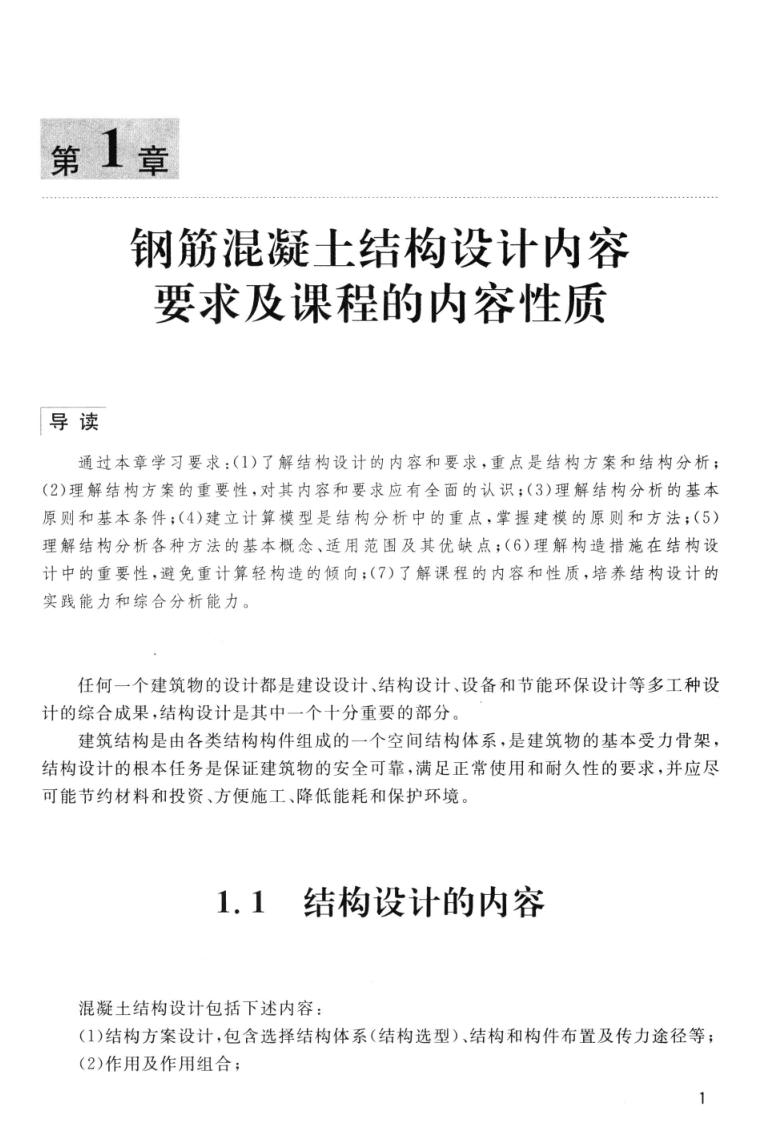 第1章
钢筋混凝土结构设计内容
要求及课程的内容性质
导 读
通过本章学习要求:(1)了解结构设计的内容和要求,重点是结构方案和结构分析;
(2)理解结构方案的重要性,对其内容和要求应有全面的认识;(3)理解结构分析的基本
原则和基本条件;(4)建立计算模型是结构分析中的重点,掌握建模的原则和方法;(5)
理解结构分析各种方法的基本概念、适用范围及其优缺点;(6)理解构造措施在结构设
计中的重要性,避免重计算轻构造的倾向;(7)了解课程的内容和性质,培养结构设计的
实践能力和综合分析能力。
任何一个建筑物的设计都是建设设计、结构设计、设备和节能环保设计等多工种设
计的综合成果,结构设计是其中一个十分重要的部分。
建筑结构是由各类结构构件组成的一个空间结构体系,是建筑物的基本受力骨架,
结构设计的根本任务是保证建筑物的安全可靠,满足正常使用和耐久性的要求,并应尽
可能节约材料和投资、方便施工、降低能耗和保护环境。
1.1 结构设计的内容
混凝土结构设计包括下述内容:
(1)结构方案设计,包含选择结构体系(结构选型)、结构和构件布置及传力途径等;
(2)作用及作用组合;
1